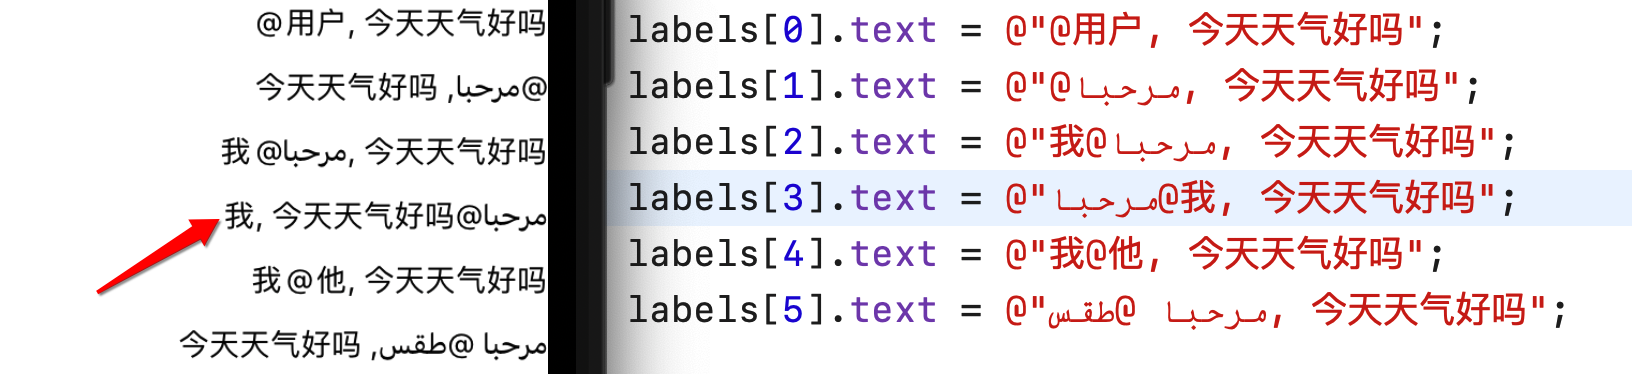 @用户, 今天天气好吗
@مرحبا, 今天天气好吗
我@مرحبا, 今天天气好吗
مرحبا@我, 今天天气好吗
我@他, 今天天气好吗
مرحبا @طقس, 今天天气好吗
labels[0].text = @"@用户, 今天天气好吗";
labels[1].text = @"@مرحبا, 今天天气好吗";
labels[2].text = @"我@مرحبا, 今天天气好吗";
labels[3].text = @"مرحبا@我, 今天天气好吗";
labels[4].text = @"我@他, 今天天气好吗";
labels[5].text = @"مرحبا @طقس, 今天天气好吗";